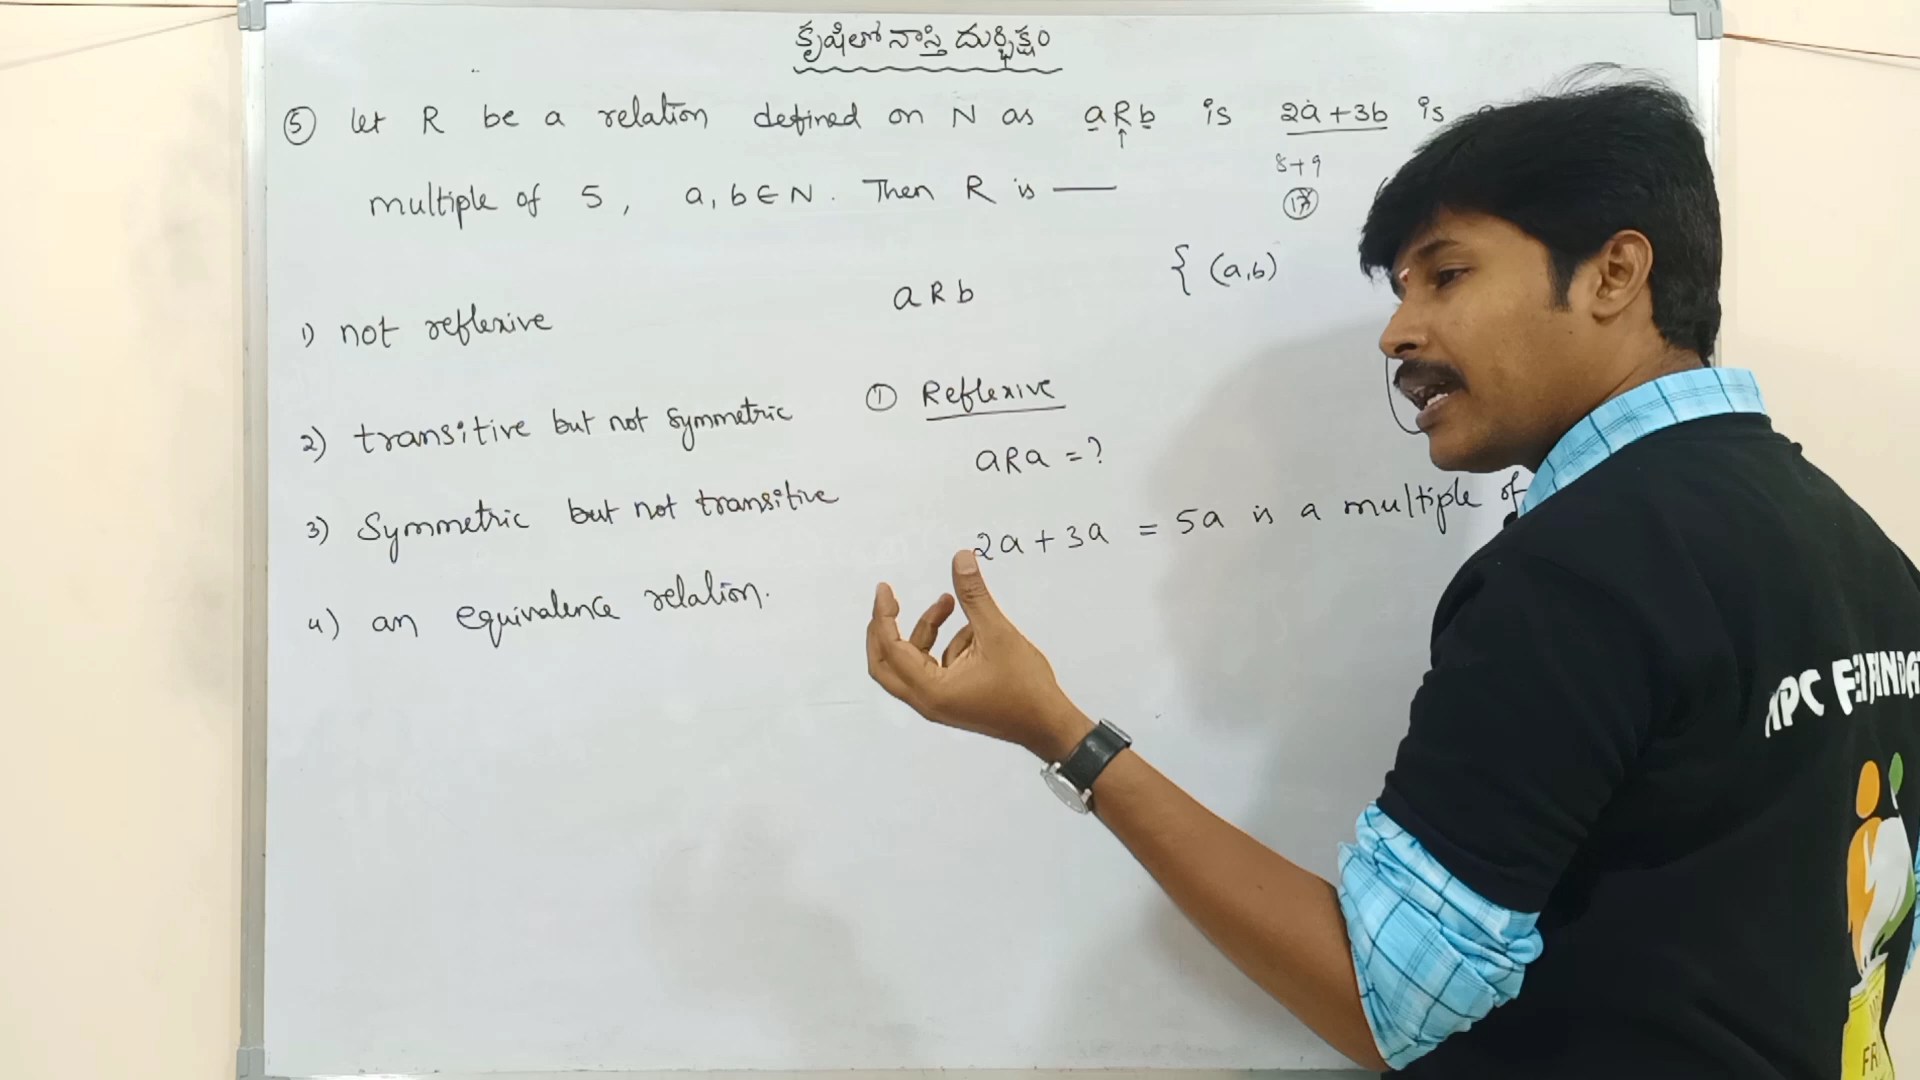 కృషిలో నాస్తి దుర్భిక్షం
⑤ Let R be a relation defined on N as aRb is 2a+3b is
multiple of 5, a, b ∈ N. Then R is —
8+9
17
1) not reflexive
2) transitive but not symmetric
3) Symmetric but not transitive
4) an equivalence relation.
a R b
{ (a,b)
① Reflexive
aRa = ?
2a + 3a = 5a is a multiple of